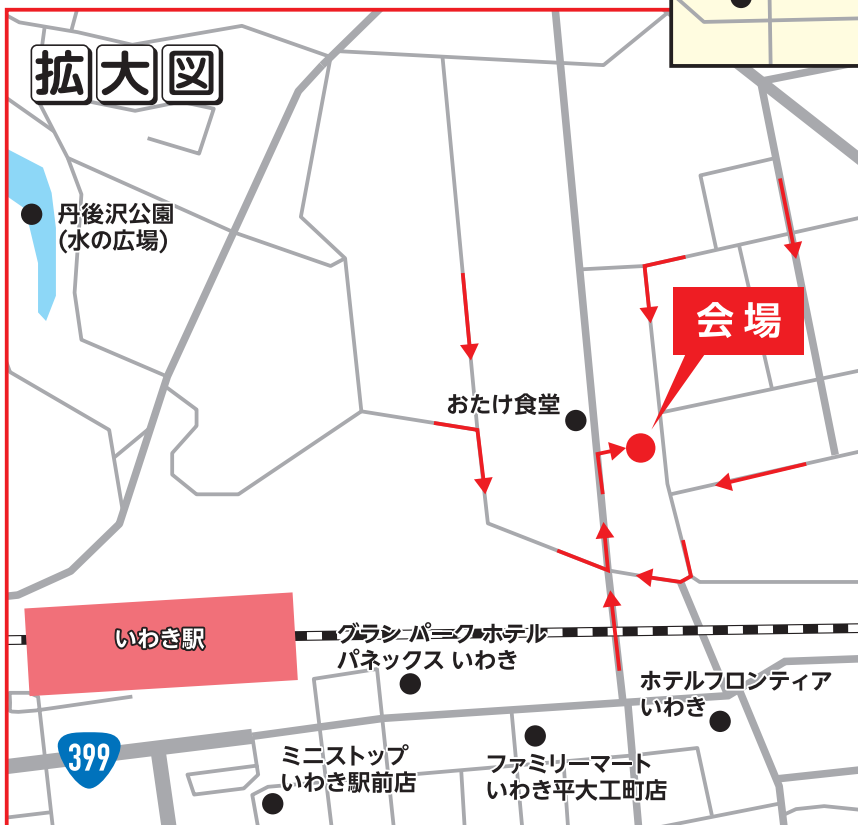 拡大図
丹後沢公園
(水の広場)
会場
おたけ食堂
いわき駅
グラン パーク ホテル
パネックス いわき
ホテルフロンティア
いわき
399
ミニストップ
いわき駅前店
ファミリーマート
いわき平大工町店